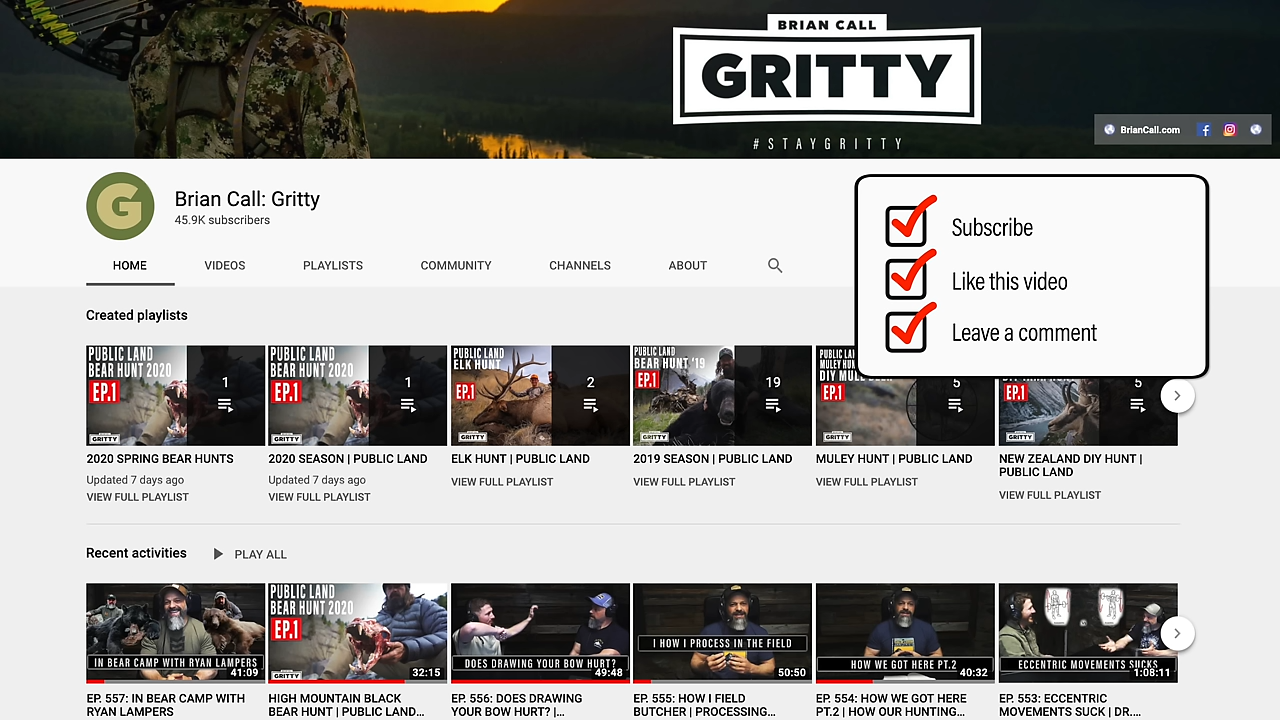 BRIAN CALL
GRITTY
#STAYGRITTY
BrianCall.com
G
Brian Call: Gritty
45.9K subscribers
HOME VIDEOS PLAYLISTS COMMUNITY CHANNELS ABOUT
Subscribe
Like this video
Leave a comment
Created playlists
PUBLIC LAND
BEAR HUNT 2020
EP.1
GRITTY
1
PUBLIC LAND
BEAR HUNT 2020
EP.1
GRITTY
1
PUBLIC LAND
ELK HUNT
EP.1
GRITTY
2
PUBLIC LAND
BEAR HUNT '19
EP.1
GRITTY
19
EP.1
GRITTY
5
EP.1
GRITTY
5
2020 SPRING BEAR HUNTS
Updated 7 days ago
VIEW FULL PLAYLIST
2020 SEASON | PUBLIC LAND
Updated 7 days ago
VIEW FULL PLAYLIST
ELK HUNT | PUBLIC LAND
VIEW FULL PLAYLIST
2019 SEASON | PUBLIC LAND
VIEW FULL PLAYLIST
MULEY HUNT | PUBLIC LAND
VIEW FULL PLAYLIST
NEW ZEALAND DIY HUNT |
PUBLIC LAND
VIEW FULL PLAYLIST
Recent activities PLAY ALL
IN BEAR CAMP WITH RYAN LAMPERS
41:09
PUBLIC LAND
BEAR HUNT 2020
EP.1
32:15
DOES DRAWING YOUR BOW HURT?
49:48
I HOW I PROCESS IN THE FIELD
50:50
HOW WE GOT HERE PT.2
40:32
ECCENTRIC MOVEMENTS SUCKS
1:08:11
EP. 557: IN BEAR CAMP WITH
RYAN LAMPERS
HIGH MOUNTAIN BLACK
BEAR HUNT | PUBLIC LAND...
EP. 556: DOES DRAWING
YOUR BOW HURT? |...
EP. 555: HOW I FIELD
BUTCHER | PROCESSING...
EP. 554: HOW WE GOT HERE
PT.2 | HOW OUR HUNTING...
EP. 553: ECCENTRIC
MOVEMENTS SUCK | DR....